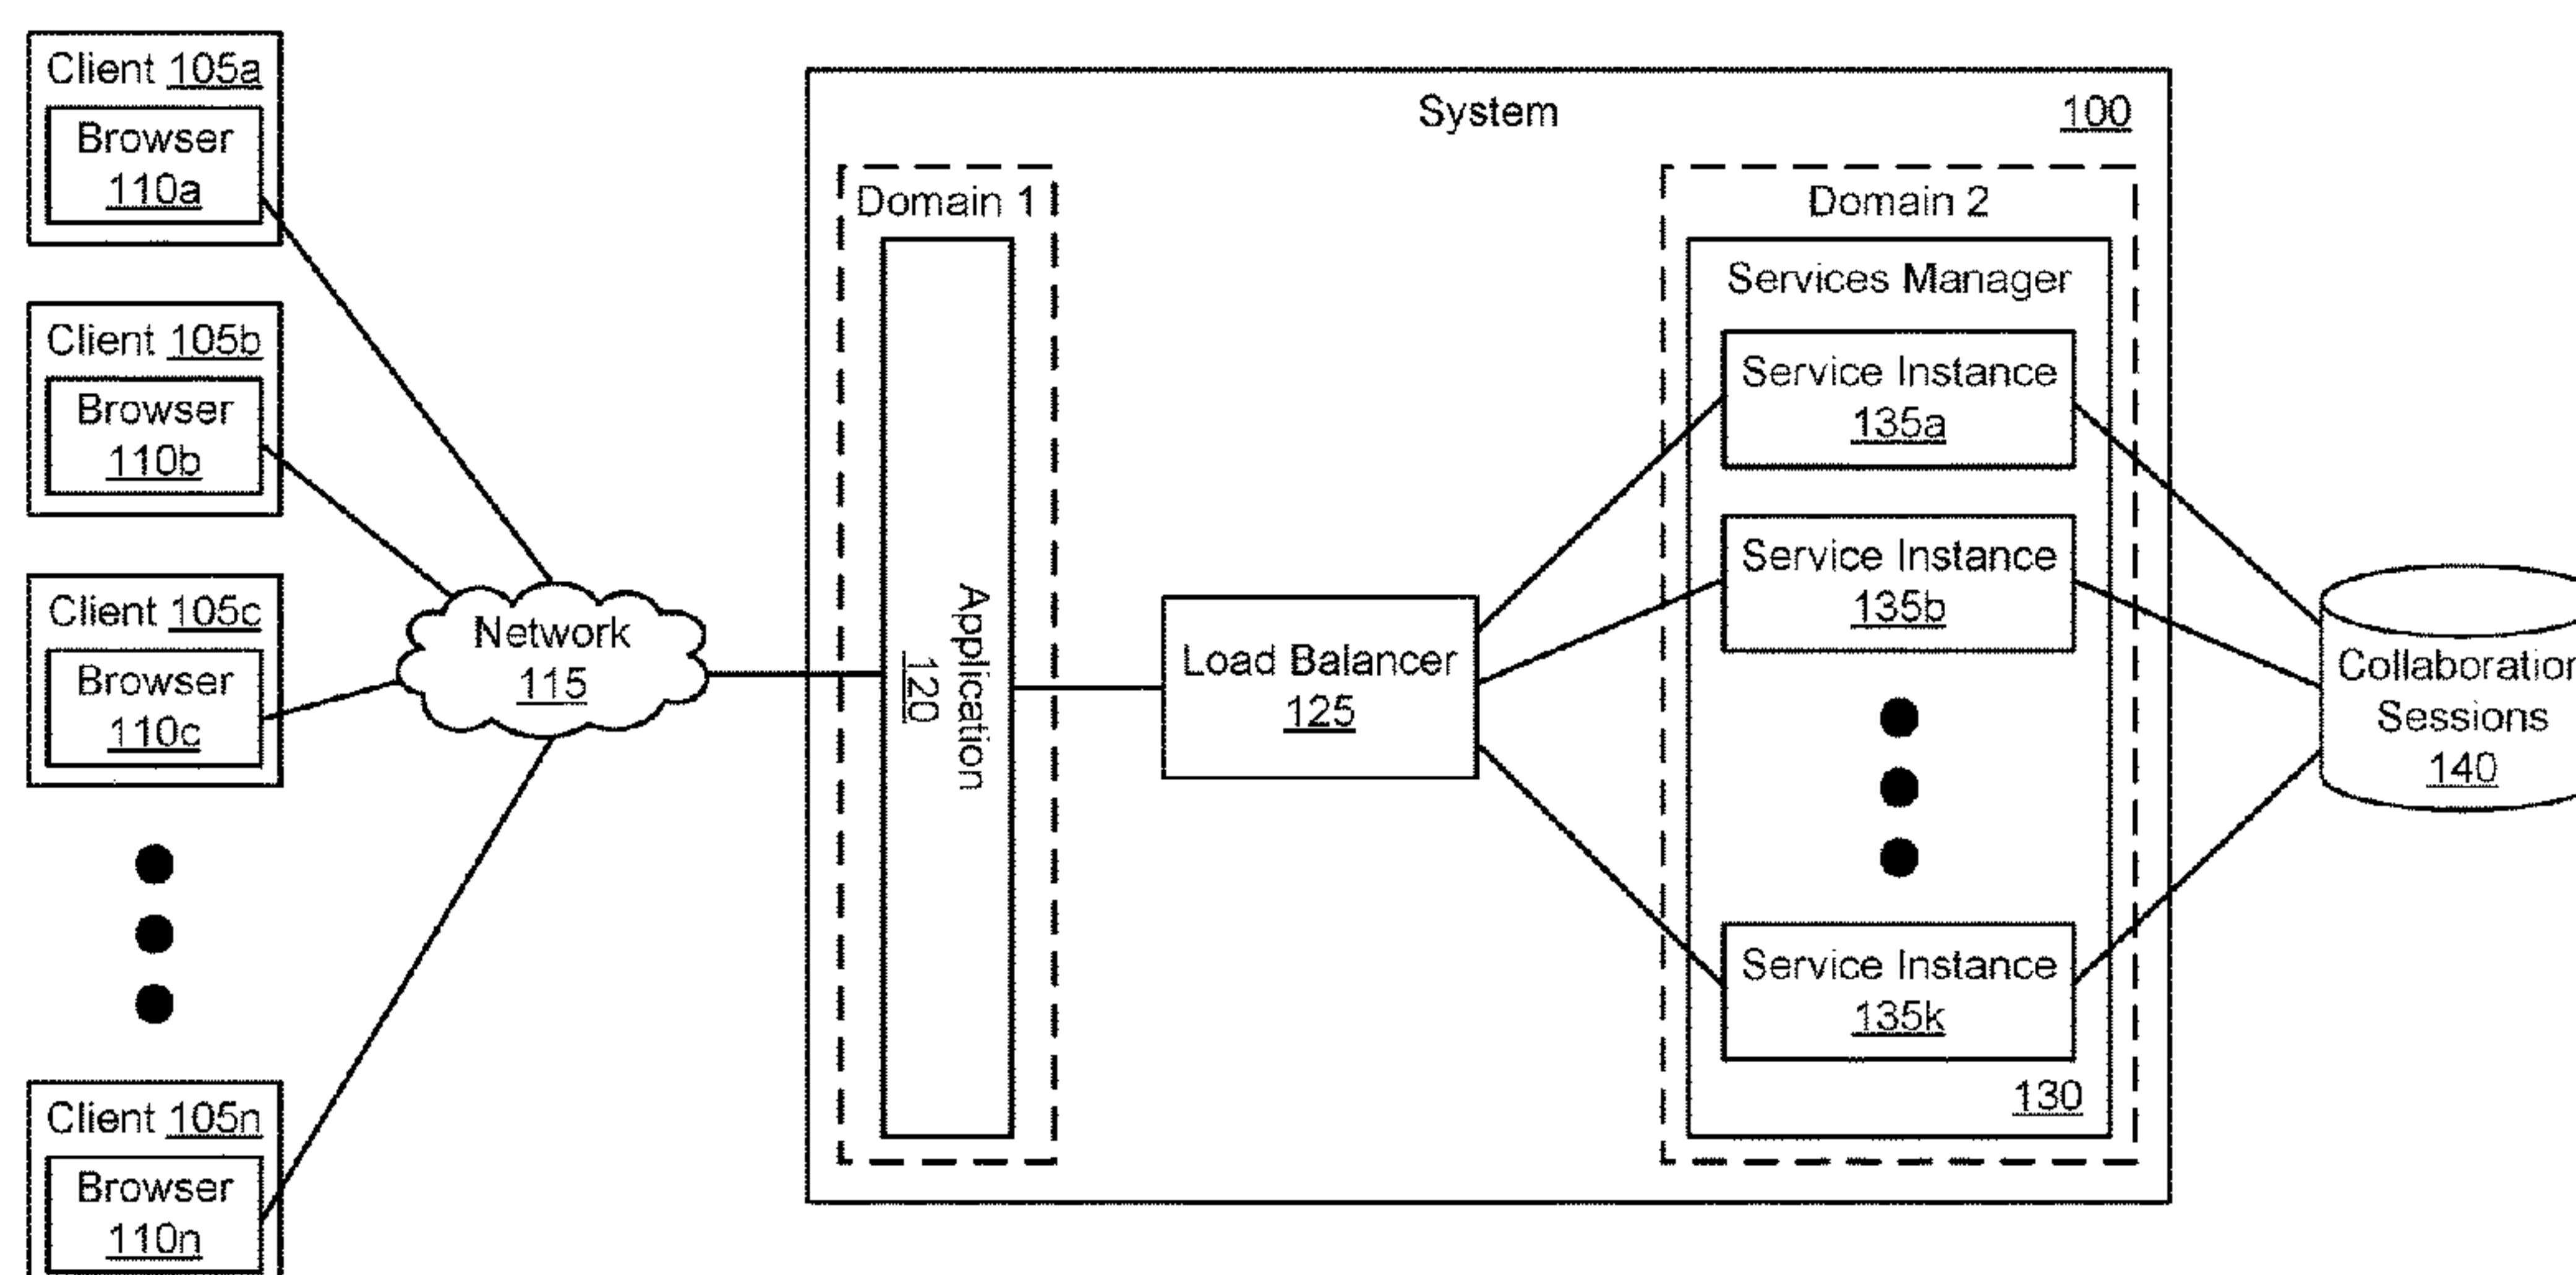 Client 105a
Browser
110a
Client 105b
Browser
110b
Client 105c
Browser
110c
Client 105n
Browser
110n
Network
115
System
100
Domain 1
Application
120
Load Balancer
125
Domain 2
Services Manager
Service Instance
135a
Service Instance
135b
Service Instance
135k
130
Collaboration
Sessions
140